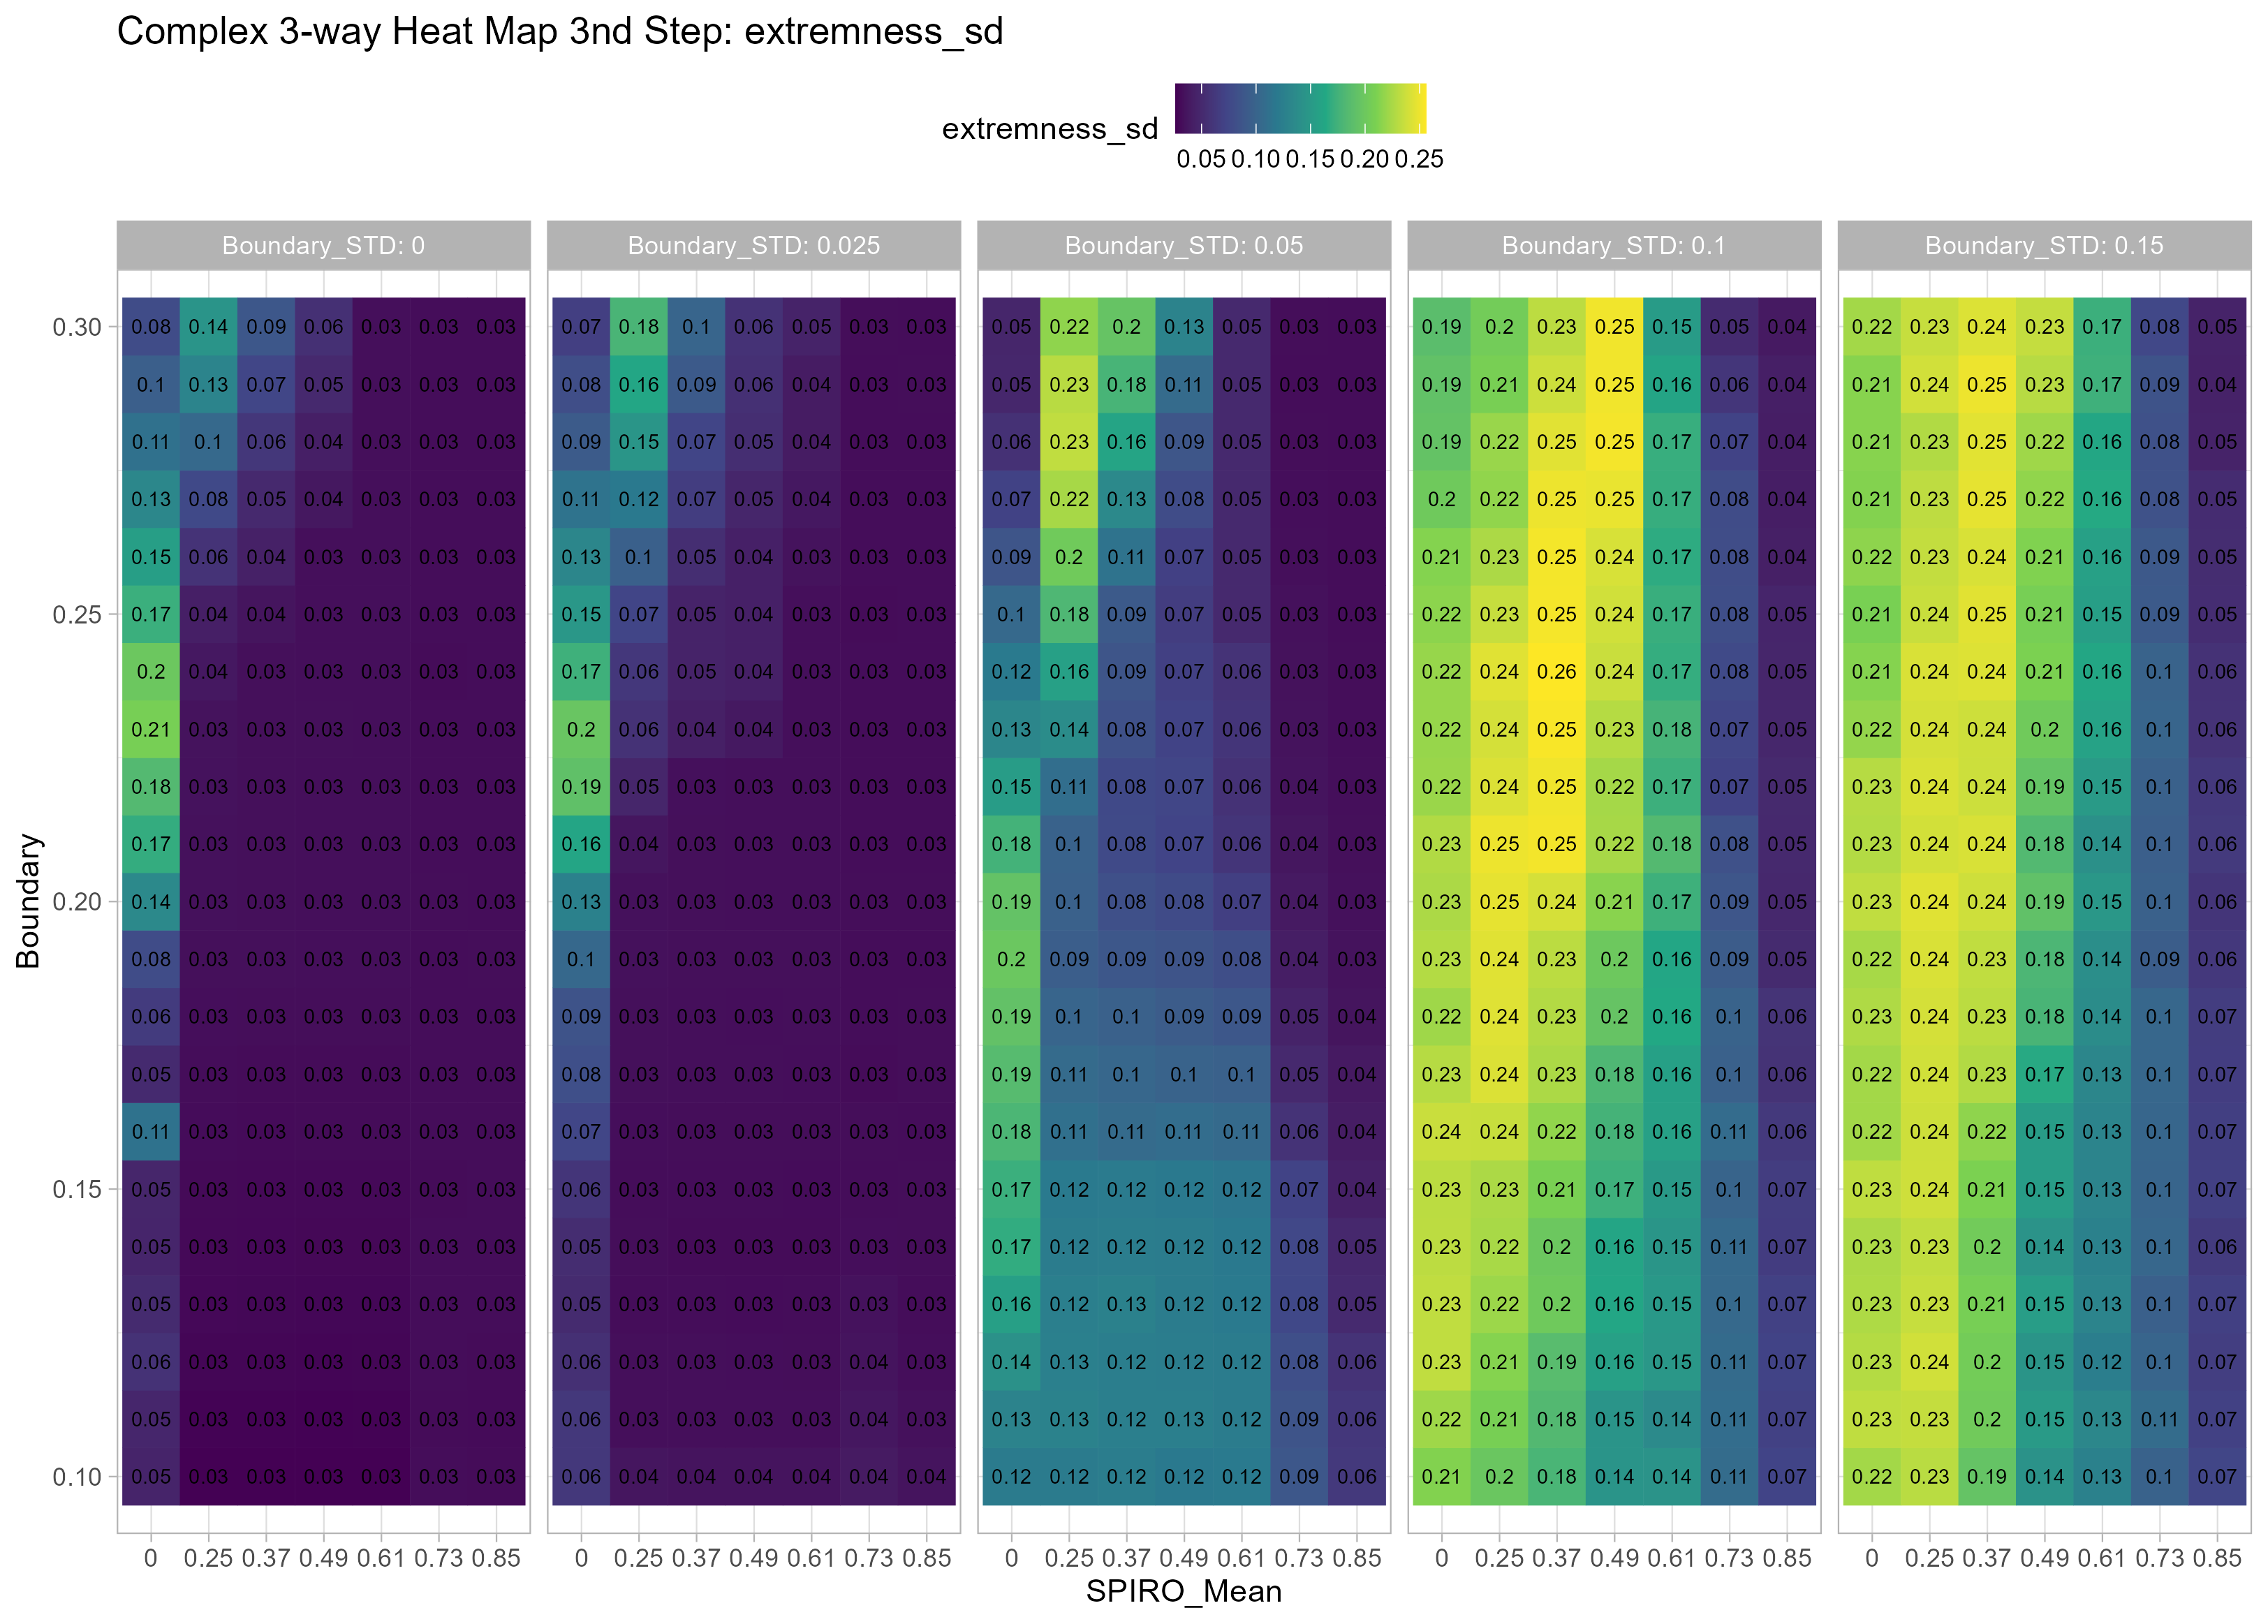 Complex 3-way Heat Map 3nd Step: extremness_sd
extremness_sd
0.05 0.10 0.15 0.20 0.25
Boundary_STD: 0 Boundary_STD: 0.025 Boundary_STD: 0.05 Boundary_STD: 0.1 Boundary_STD: 0.15
0.30 0.08 0.14 0.09 0.06 0.03 0.03 0.03 0.07 0.18 0.1 0.06 0.05 0.03 0.03 0.05 0.22 0.2 0.13 0.05 0.03 0.03 0.19 0.2 0.23 0.25 0.15 0.05 0.04 0.22 0.23 0.24 0.23 0.17 0.08 0.05
0.1 0.13 0.07 0.05 0.03 0.03 0.03 0.08 0.16 0.09 0.06 0.04 0.03 0.03 0.05 0.23 0.18 0.11 0.05 0.03 0.03 0.19 0.21 0.24 0.25 0.16 0.06 0.04 0.21 0.24 0.25 0.23 0.17 0.09 0.04
0.11 0.1 0.06 0.04 0.03 0.03 0.03 0.09 0.15 0.07 0.05 0.04 0.03 0.03 0.06 0.23 0.16 0.09 0.05 0.03 0.03 0.19 0.22 0.25 0.25 0.17 0.07 0.04 0.21 0.23 0.25 0.22 0.16 0.08 0.05
0.13 0.08 0.05 0.04 0.03 0.03 0.03 0.11 0.12 0.07 0.05 0.04 0.03 0.03 0.07 0.22 0.13 0.08 0.05 0.03 0.03 0.2 0.22 0.25 0.25 0.17 0.08 0.04 0.21 0.23 0.25 0.22 0.16 0.08 0.05
0.15 0.06 0.04 0.03 0.03 0.03 0.03 0.13 0.1 0.05 0.04 0.03 0.03 0.03 0.09 0.2 0.11 0.07 0.05 0.03 0.03 0.21 0.23 0.25 0.24 0.17 0.08 0.04 0.22 0.23 0.24 0.21 0.16 0.09 0.05
0.25 0.17 0.04 0.04 0.03 0.03 0.03 0.03 0.15 0.07 0.05 0.04 0.03 0.03 0.03 0.1 0.18 0.09 0.07 0.05 0.03 0.03 0.22 0.23 0.25 0.24 0.17 0.08 0.05 0.21 0.24 0.25 0.21 0.15 0.09 0.05
0.2 0.04 0.03 0.03 0.03 0.03 0.03 0.17 0.06 0.05 0.04 0.03 0.03 0.03 0.12 0.16 0.09 0.07 0.06 0.03 0.03 0.22 0.24 0.26 0.24 0.17 0.08 0.05 0.21 0.24 0.24 0.21 0.16 0.1 0.06
0.21 0.03 0.03 0.03 0.03 0.03 0.03 0.2 0.06 0.04 0.04 0.03 0.03 0.03 0.13 0.14 0.08 0.07 0.06 0.03 0.03 0.22 0.24 0.25 0.23 0.18 0.07 0.05 0.22 0.24 0.24 0.2 0.16 0.1 0.06
0.18 0.03 0.03 0.03 0.03 0.03 0.03 0.19 0.05 0.03 0.03 0.03 0.03 0.03 0.15 0.11 0.08 0.07 0.06 0.04 0.03 0.22 0.24 0.25 0.22 0.17 0.07 0.05 0.23 0.24 0.24 0.19 0.15 0.1 0.06
0.17 0.03 0.03 0.03 0.03 0.03 0.03 0.16 0.04 0.03 0.03 0.03 0.03 0.03 0.18 0.1 0.08 0.07 0.06 0.04 0.03 0.23 0.25 0.25 0.22 0.18 0.08 0.05 0.23 0.24 0.24 0.18 0.14 0.1 0.06
0.20 0.14 0.03 0.03 0.03 0.03 0.03 0.03 0.13 0.03 0.03 0.03 0.03 0.03 0.03 0.19 0.1 0.08 0.08 0.07 0.04 0.03 0.23 0.25 0.24 0.21 0.17 0.09 0.05 0.23 0.24 0.24 0.19 0.15 0.1 0.06
0.08 0.03 0.03 0.03 0.03 0.03 0.03 0.1 0.03 0.03 0.03 0.03 0.03 0.03 0.2 0.09 0.09 0.09 0.08 0.04 0.03 0.23 0.24 0.23 0.2 0.16 0.09 0.05 0.22 0.24 0.23 0.18 0.14 0.09 0.06
0.06 0.03 0.03 0.03 0.03 0.03 0.03 0.09 0.03 0.03 0.03 0.03 0.03 0.03 0.19 0.1 0.1 0.09 0.09 0.05 0.04 0.22 0.24 0.23 0.2 0.16 0.1 0.06 0.23 0.24 0.23 0.18 0.14 0.1 0.07
0.05 0.03 0.03 0.03 0.03 0.03 0.03 0.08 0.03 0.03 0.03 0.03 0.03 0.03 0.19 0.11 0.1 0.1 0.1 0.05 0.04 0.23 0.24 0.23 0.18 0.16 0.1 0.06 0.22 0.24 0.23 0.17 0.13 0.1 0.07
0.11 0.03 0.03 0.03 0.03 0.03 0.03 0.07 0.03 0.03 0.03 0.03 0.03 0.03 0.18 0.11 0.11 0.11 0.11 0.06 0.04 0.24 0.24 0.22 0.18 0.16 0.11 0.06 0.22 0.24 0.22 0.15 0.13 0.1 0.07
0.15 0.05 0.03 0.03 0.03 0.03 0.03 0.03 0.06 0.03 0.03 0.03 0.03 0.03 0.03 0.17 0.12 0.12 0.12 0.12 0.07 0.04 0.23 0.23 0.21 0.17 0.15 0.1 0.07 0.23 0.24 0.21 0.15 0.13 0.1 0.07
0.05 0.03 0.03 0.03 0.03 0.03 0.03 0.05 0.03 0.03 0.03 0.03 0.03 0.03 0.17 0.12 0.12 0.12 0.12 0.08 0.05 0.23 0.22 0.2 0.16 0.15 0.11 0.07 0.23 0.23 0.2 0.14 0.13 0.1 0.06
0.05 0.03 0.03 0.03 0.03 0.03 0.03 0.05 0.03 0.03 0.03 0.03 0.03 0.03 0.16 0.12 0.13 0.12 0.12 0.08 0.05 0.23 0.22 0.2 0.16 0.15 0.1 0.07 0.23 0.23 0.21 0.15 0.13 0.1 0.07
0.06 0.03 0.03 0.03 0.03 0.03 0.03 0.06 0.03 0.03 0.03 0.03 0.04 0.03 0.14 0.13 0.12 0.12 0.12 0.08 0.06 0.23 0.21 0.19 0.16 0.15 0.11 0.07 0.23 0.24 0.2 0.15 0.12 0.1 0.07
0.05 0.03 0.03 0.03 0.03 0.03 0.03 0.06 0.03 0.03 0.03 0.03 0.04 0.03 0.13 0.13 0.12 0.13 0.12 0.09 0.06 0.22 0.21 0.18 0.15 0.14 0.11 0.07 0.23 0.23 0.2 0.15 0.13 0.11 0.07
0.10 0.05 0.03 0.03 0.03 0.03 0.03 0.03 0.06 0.04 0.04 0.04 0.04 0.04 0.04 0.12 0.12 0.12 0.12 0.12 0.09 0.06 0.21 0.2 0.18 0.14 0.14 0.11 0.07 0.22 0.23 0.19 0.14 0.13 0.1 0.07
Boundary
0 0.25 0.37 0.49 0.61 0.73 0.85 0 0.25 0.37 0.49 0.61 0.73 0.85 0 0.25 0.37 0.49 0.61 0.73 0.85 0 0.25 0.37 0.49 0.61 0.73 0.85 0 0.25 0.37 0.49 0.61 0.73 0.85
SPIRO_Mean